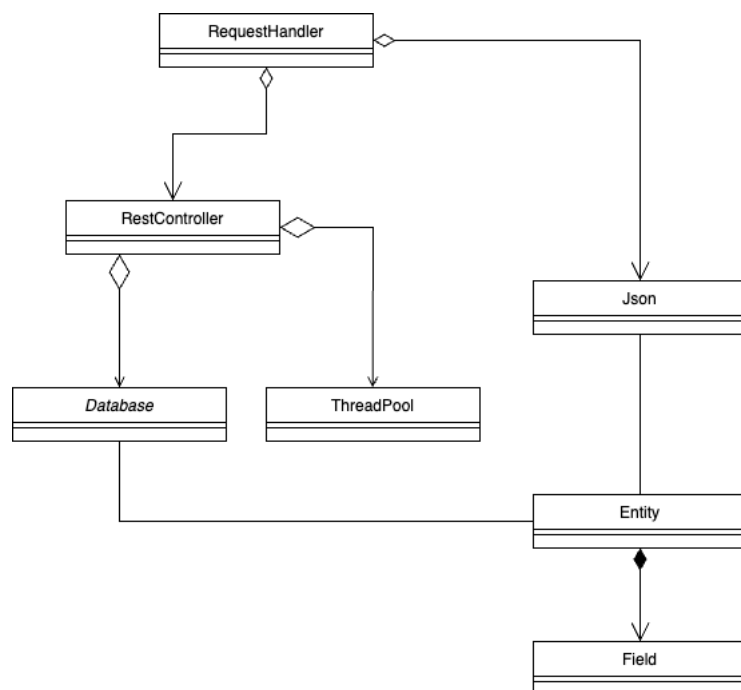 RequestHandler
RestController
Json
Database
ThreadPool
Entity
Field